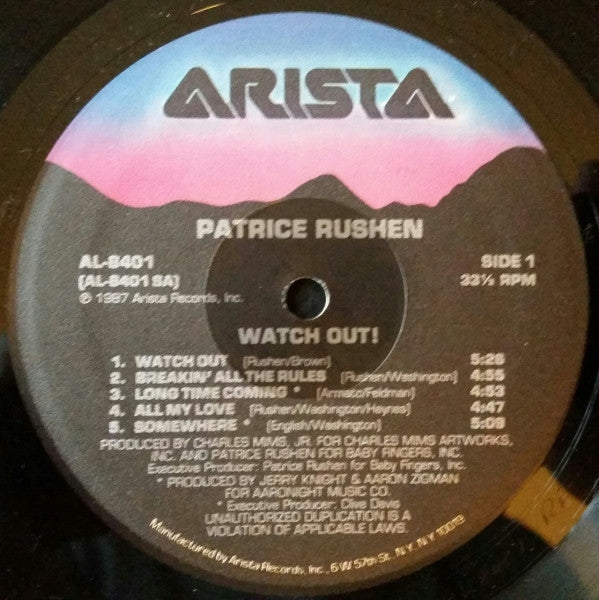 ARISTA
PATRICE RUSHEN
AL-8401 SIDE 1
[AL-8401 SA] 33⅓ RPM
℗ 1987 Arista Records, Inc.
WATCH OUT!
1. WATCH OUT [Rushen/Brown] 5:26
2. BREAKIN' ALL THE RULES [Rushen/Washington] 4:55
3. LONG TIME COMING * [Armato/Feldman] 4:53
4. ALL MY LOVE [Rushen/Washington/Haynes] 4:47
5. SOMEWHERE * [English/Washington] 5:09
PRODUCED BY CHARLES MIMS, JR. FOR CHARLES MIMS ARTWORKS,
INC. AND PATRICE RUSHEN FOR BABY FINGERS, INC.
Executive Producer: Patrice Rushen for Baby Fingers, Inc.
* PRODUCED BY JERRY KNIGHT & AARON ZIGMAN
FOR AARONIGHT MUSIC CO.
* Executive Producer: Clive Davis
UNAUTHORIZED DUPLICATION IS A
VIOLATION OF APPLICABLE LAWS.
Manufactured by Arista Records, Inc., 6 W 57th St. N.Y. N.Y 10019